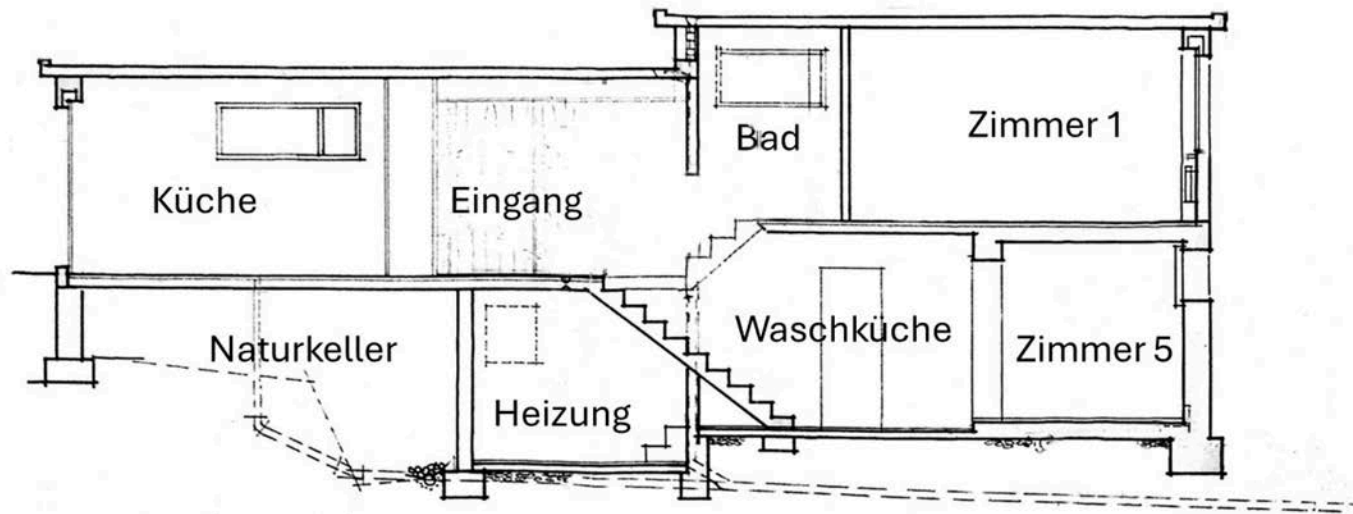 Bad
Zimmer 1
Küche
Eingang
Naturkeller
Waschküche
Zimmer 5
Heizung